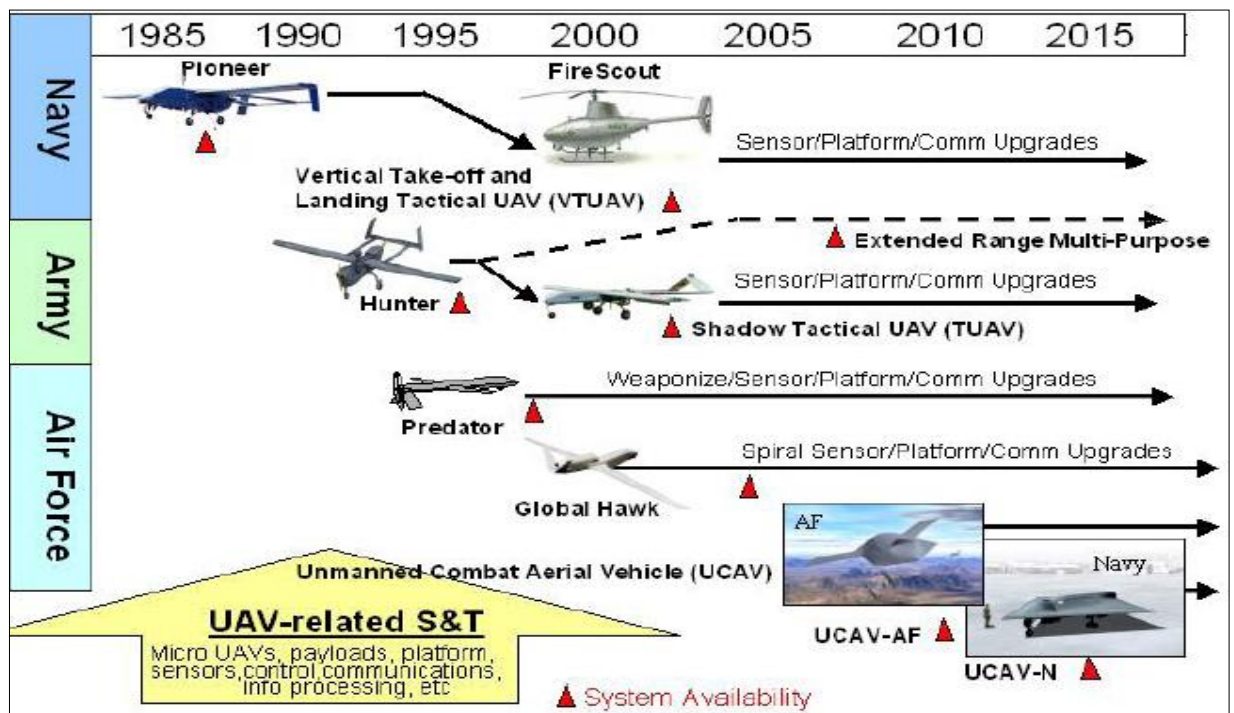 1985 1990 1995 2000 2005 2010 2015
Navy
Pioneer
FireScout
Sensor/Platform/Comm Upgrades
Vertical Take-off and
Landing Tactical UAV (VTUAV)
Army
Extended Range Multi-Purpose
Hunter
Sensor/Platform/Comm Upgrades
Shadow Tactical UAV (TUAV)
Air Force
Weaponize/Sensor/Platform/Comm Upgrades
Predator
Spiral Sensor/Platform/Comm Upgrades
Global Hawk
AF
Unmanned Combat Aerial Vehicle (UCAV)
Navy
UCAV-AF
UCAV-N
UAV-related S&T
Micro UAVs, payloads, platform,
sensors,control,communications,
info processing, etc
System Availability